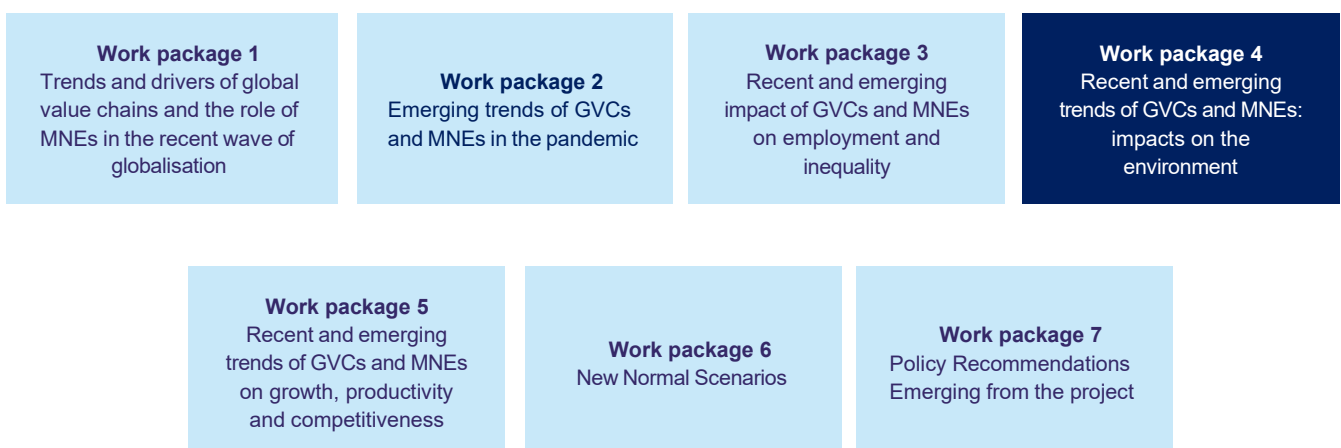 Work package 1
Trends and drivers of global
value chains and the role of
MNEs in the recent wave of
globalisation
Work package 2
Emerging trends of GVCs
and MNEs in the pandemic
Work package 3
Recent and emerging
impact of GVCs and MNEs
on employment and
inequality
Work package 4
Recent and emerging
trends of GVCs and MNEs:
impacts on the
environment
Work package 5
Recent and emerging
trends of GVCs and MNEs
on growth, productivity
and competitiveness
Work package 6
New Normal Scenarios
Work package 7
Policy Recommendations
Emerging from the project